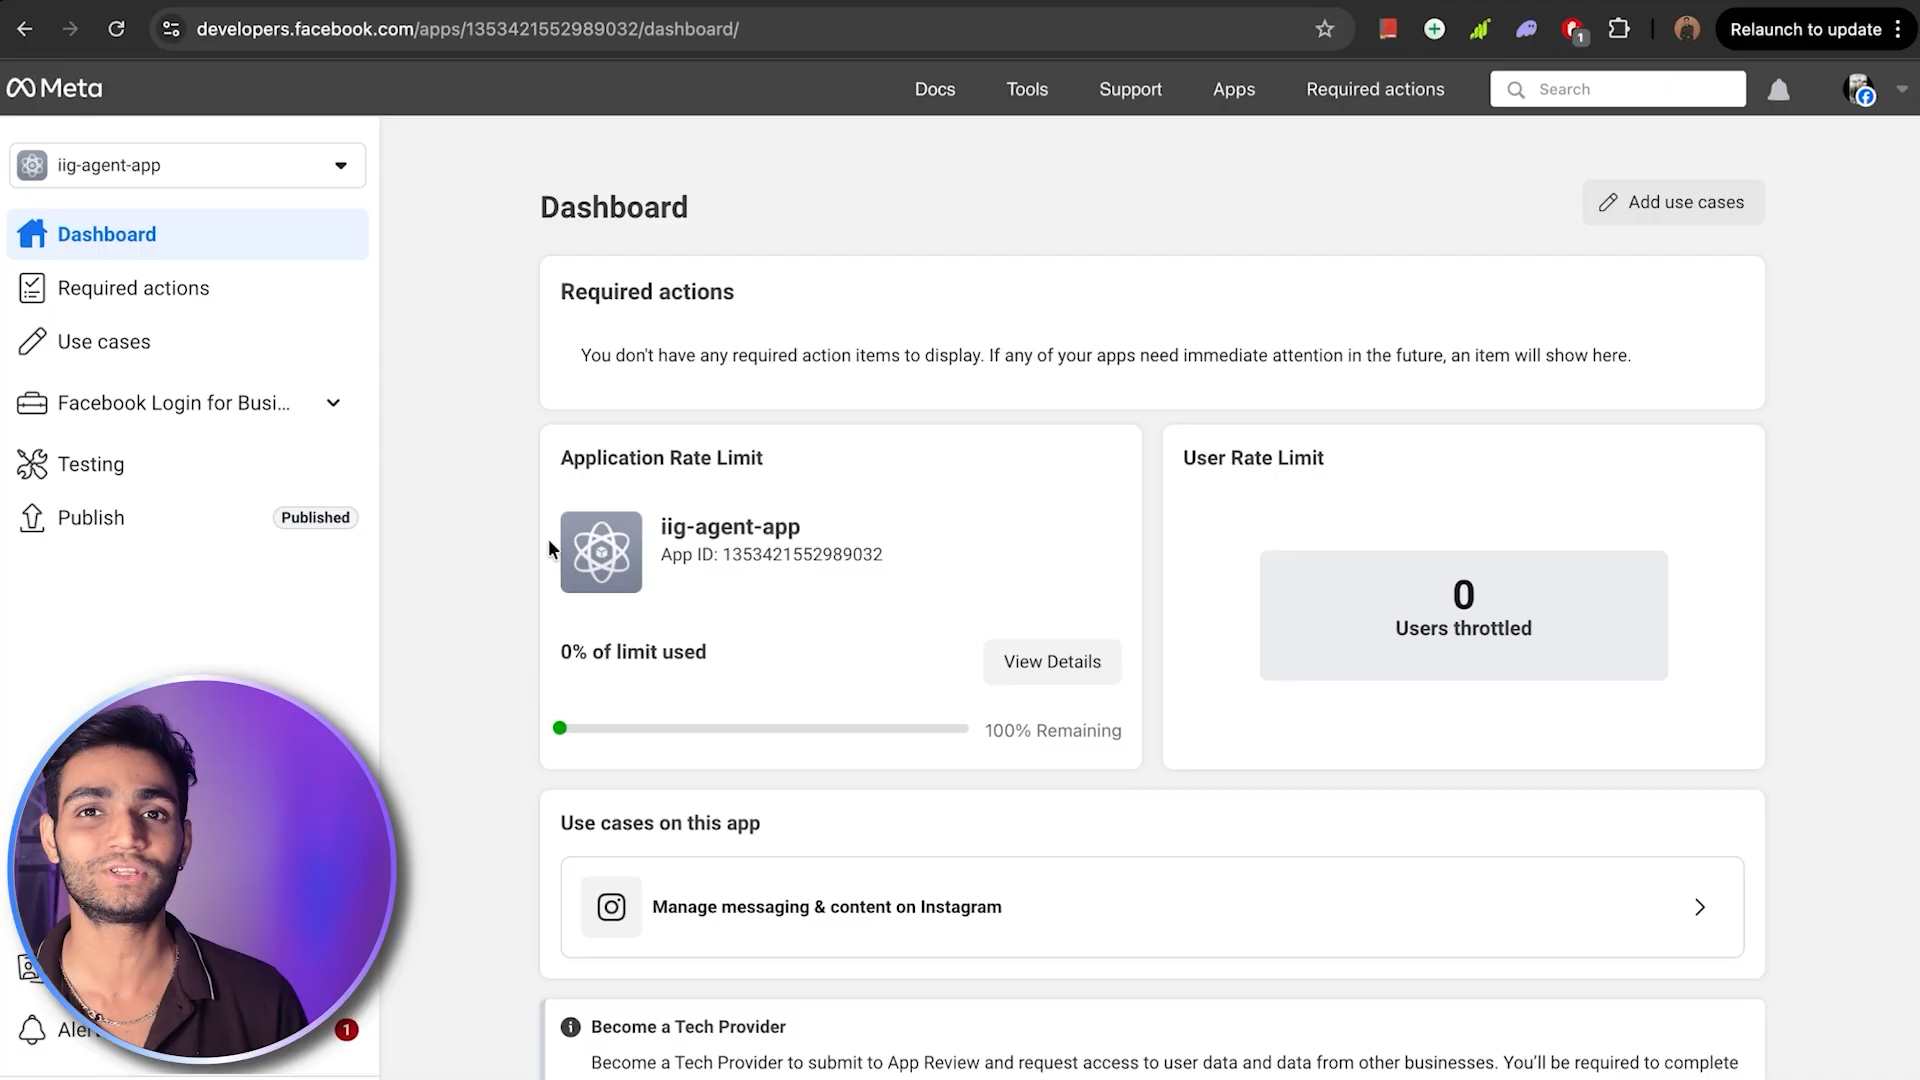 developers.facebook.com/apps/1353421552989032/dashboard/
1
Relaunch to update
Meta
Docs
Tools
Support
Apps
Required actions
Search
iig-agent-app
Dashboard
Required actions
Use cases
Facebook Login for Busi...
Testing
Publish
Published
1
Dashboard
Add use cases
Required actions
You don't have any required action items to display. If any of your apps need immediate attention in the future, an item will show here.
Application Rate Limit
iig-agent-app
App ID: 1353421552989032
0% of limit used
View Details
100% Remaining
User Rate Limit
0
Users throttled
Use cases on this app
Manage messaging & content on Instagram
Become a Tech Provider
Become a Tech Provider to submit to App Review and request access to user data and data from other businesses. You'll be required to complete